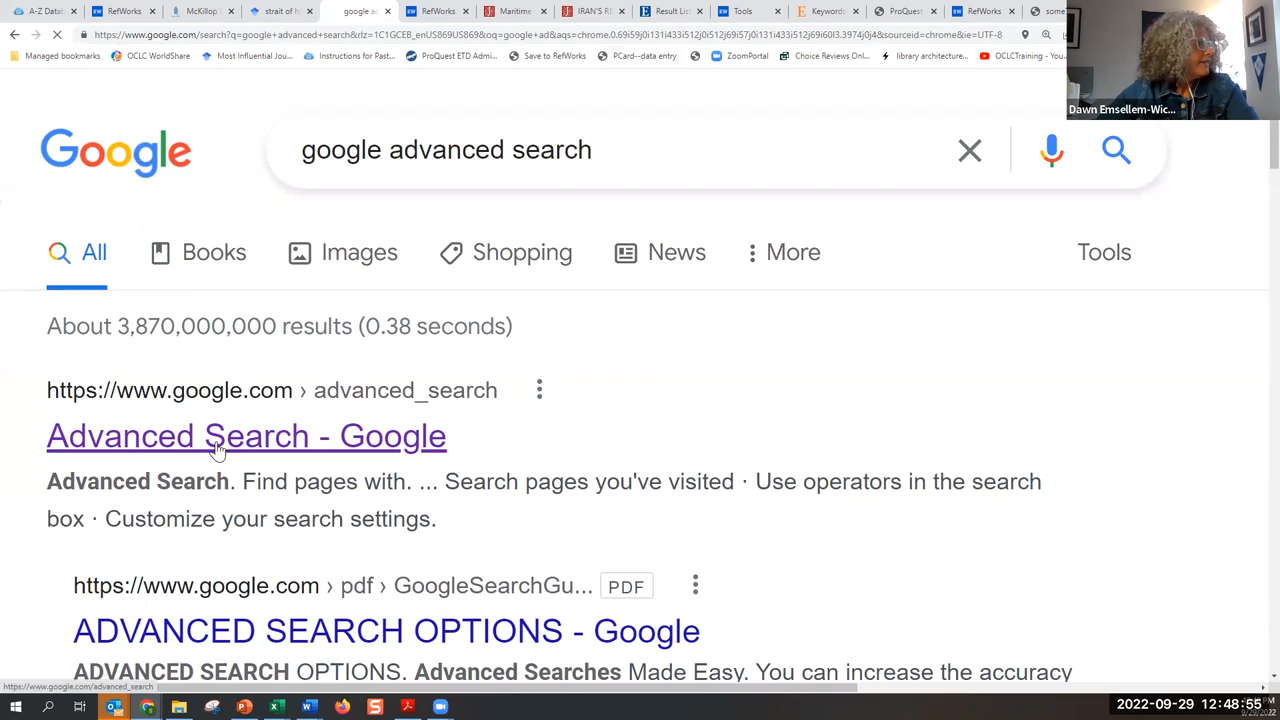 A-Z Datab
RefWorks
McKillop
strait of h
google ad
RefWorks
Maritime
IRAN'S RE
Result List
Tools
Keywords
ProQuest
RefWorks
some
https://www.google.com/search?q=google+advanced+search&rlz=1C1GCEB_enUS869US869&oq=google+ad&aqs=chrome.0.69i59j0i131i433i512j0i512j69i57j0i131i433i512j69i60l3.3974j0j4&sourceid=chrome&ie=UTF-8
Managed bookmarks
OCLC WorldShare
Most Influential Jour...
Instructions for Past...
ProQuest ETD Admi...
Save to RefWorks
PCard--data entry
ZoomPortal
Choice Reviews Onl...
library architecture...
OCLCTraining - You...
Dawn Emsellem-Wic...
Google
google advanced search
All
Books
Images
Shopping
News
More
Tools
About 3,870,000,000 results (0.38 seconds)
https://www.google.com › advanced_search
Advanced Search - Google
Advanced Search. Find pages with. ... Search pages you've visited · Use operators in the search
box · Customize your search settings.
https://www.google.com › pdf › GoogleSearchGu... PDF
ADVANCED SEARCH OPTIONS - Google
ADVANCED SEARCH OPTIONS. Advanced Searches Made Easy. You can increase the accuracy
https://www.google.com/advanced_search
2022-09-29 12:48:55